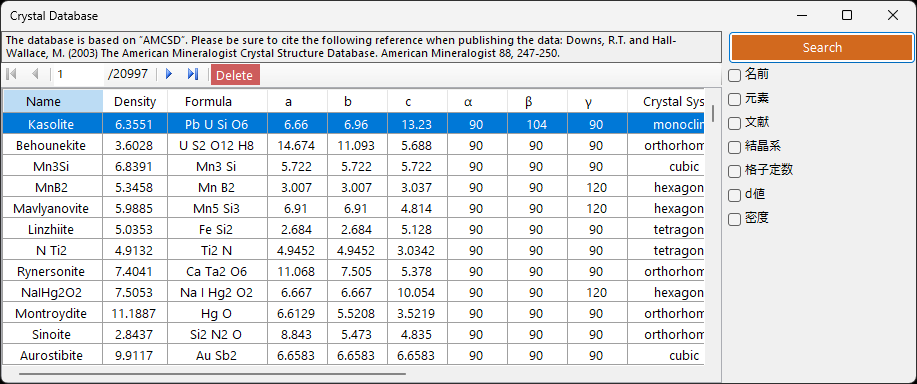 Crystal Database
The database is based on "AMCSD". Please be sure to cite the following reference when publishing the data: Downs, R.T. and Hall-
Wallace, M. (2003) The American Mineralogist Crystal Structure Database. American Mineralogist 88, 247-250.
1 /20997 Delete
Name Density Formula a b c α β γ Crystal Sys
Kasolite 6.3551 Pb U Si O6 6.66 6.96 13.23 90 104 90 monoclin
Behounekite 3.6028 U S2 O12 H8 14.674 11.093 5.688 90 90 90 orthorhom
Mn3Si 6.8391 Mn3 Si 5.722 5.722 5.722 90 90 90 cubic
MnB2 5.3458 Mn B2 3.007 3.007 3.037 90 90 120 hexagon
Mavlyanovite 5.9885 Mn5 Si3 6.91 6.91 4.814 90 90 120 hexagon
Linzhiite 5.0353 Fe Si2 2.684 2.684 5.128 90 90 90 tetragon
N Ti2 4.9132 Ti2 N 4.9452 4.9452 3.0342 90 90 90 tetragon
Rynersonite 7.4041 Ca Ta2 O6 11.068 7.505 5.378 90 90 90 orthorhom
NaIHg2O2 7.5053 Na I Hg2 O2 6.667 6.667 10.054 90 90 120 hexagon
Montroydite 11.1887 Hg O 6.6129 5.5208 3.5219 90 90 90 orthorhom
Sinoite 2.8437 Si2 N2 O 8.843 5.473 4.835 90 90 90 orthorhom
Aurostibite 9.9117 Au Sb2 6.6583 6.6583 6.6583 90 90 90 cubic
Search
名前
元素
文献
結晶系
格子定数
d値
密度